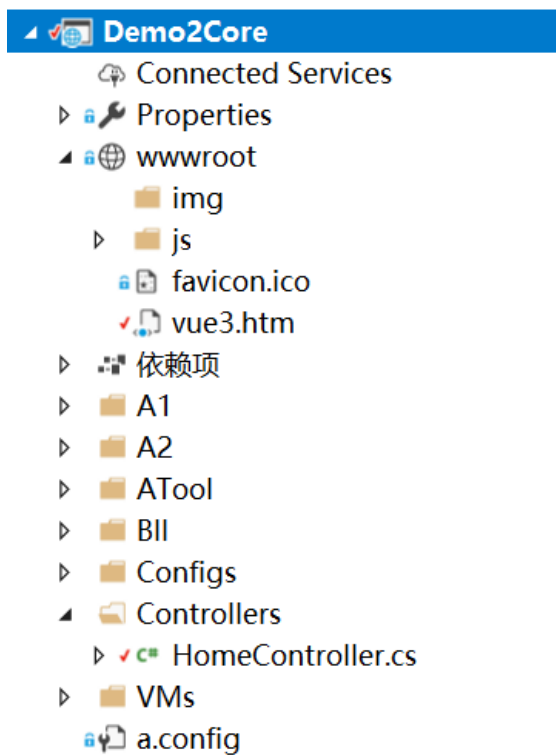 Demo2Core
Connected Services
Properties
wwwroot
img
js
favicon.ico
vue3.htm
依赖项
A1
A2
ATool
Bll
Configs
Controllers
C# HomeController.cs
VMs
a.config